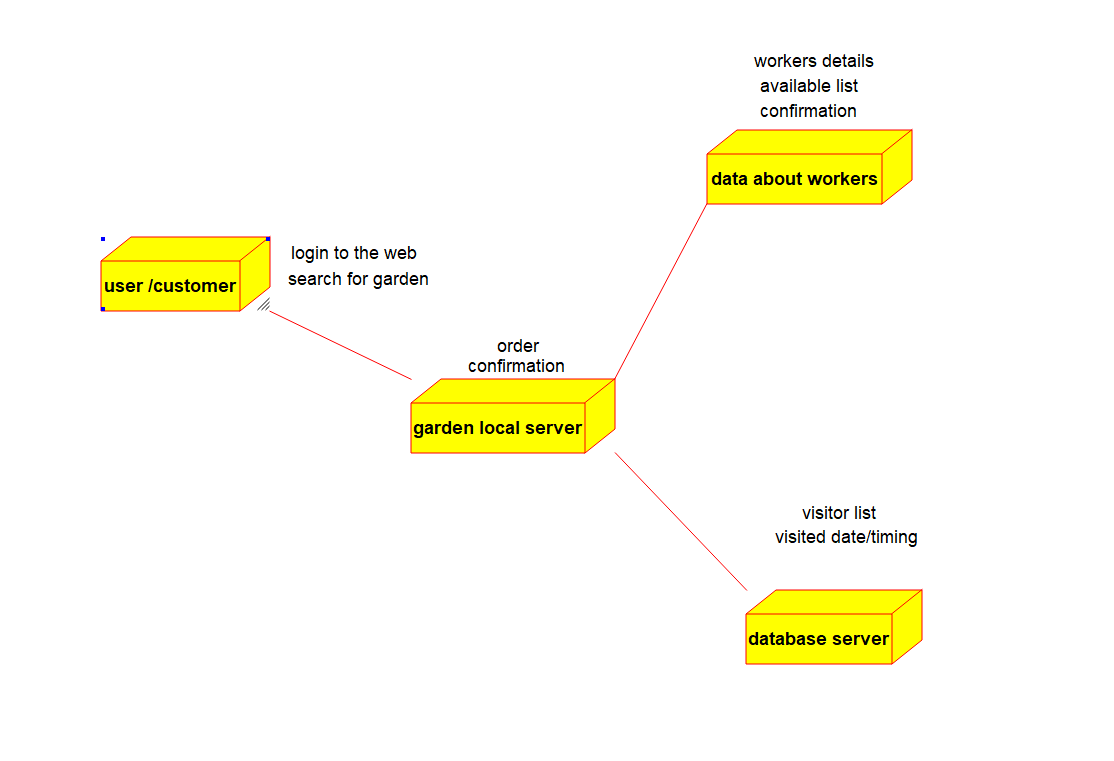 workers details
available list
confirmation
data about workers
login to the web
search for garden
user /customer
order
confirmation
garden local server
visitor list
visited date/timing
database server